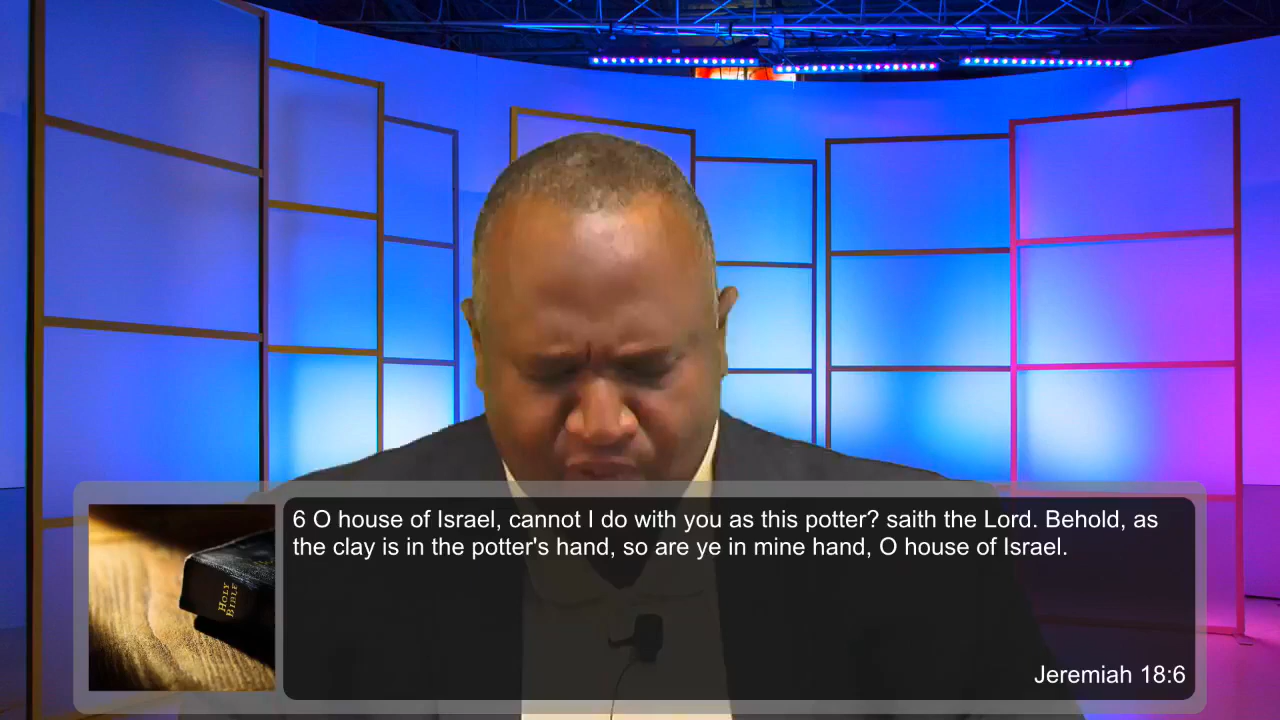 6 O house of Israel, cannot I do with you as this potter? saith the Lord. Behold, as
the clay is in the potter's hand, so are ye in mine hand, O house of Israel.
HOLY
BIBLE
Jeremiah 18:6